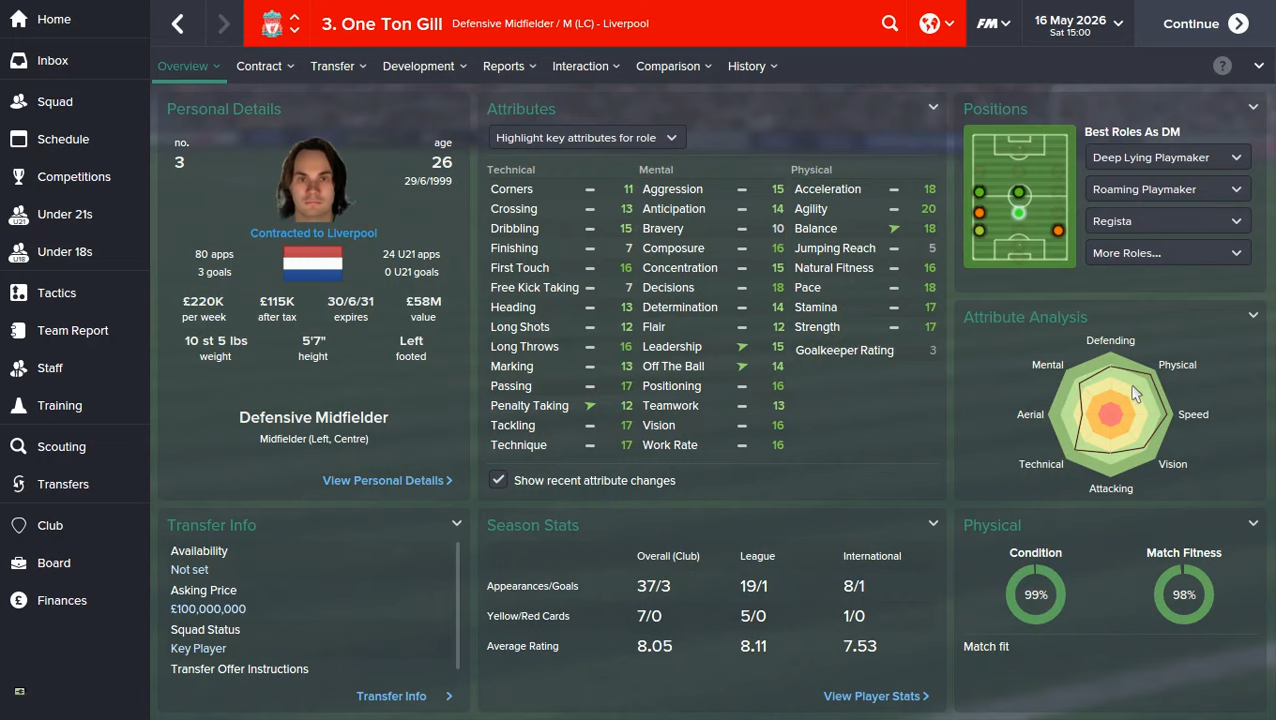 Home
Inbox
Squad
Schedule
Competitions
U21
Under 21s
U18
Under 18s
Tactics
Team Report
Staff
Training
Scouting
Transfers
Club
Board
Finances
3. One Ton Gill
Defensive Midfielder / M (LC) - Liverpool
FM
16 May 2026
Sat 15:00
Continue
Overview
Contract
Transfer
Development
Reports
Interaction
Comparison
History
?
Personal Details
no.
3
age
26
29/6/1999
Contracted to Liverpool
80 apps
3 goals
24 U21 apps
0 U21 goals
£220K
per week
£115K
after tax
30/6/31
expires
£58M
value
10 st 5 lbs
weight
5'7"
height
Left
footed
Defensive Midfielder
Midfielder (Left, Centre)
View Personal Details >
Attributes
Highlight key attributes for role
Technical Mental Physical
Corners 11 Aggression 15 Acceleration 18
Crossing 13 Anticipation 14 Agility 20
Dribbling 15 Bravery 10 Balance 18
Finishing 7 Composure 16 Jumping Reach 5
First Touch 16 Concentration 15 Natural Fitness 16
Free Kick Taking 7 Decisions 18 Pace 18
Heading 13 Determination 14 Stamina 17
Long Shots 12 Flair 12 Strength 17
Long Throws 16 Leadership 15 Goalkeeper Rating 3
Marking 13 Off The Ball 14
Passing 17 Positioning 16
Penalty Taking 12 Teamwork 13
Tackling 17 Vision 16
Technique 17 Work Rate 16
Show recent attribute changes
Positions
Best Roles As DM
Deep Lying Playmaker
Roaming Playmaker
Regista
More Roles...
Attribute Analysis
Defending
Mental
Physical
Aerial
Speed
Technical
Vision
Attacking
Transfer Info
Availability
Not set
Asking Price
£100,000,000
Squad Status
Key Player
Transfer Offer Instructions
Transfer Info >
Season Stats
Overall (Club) League International
Appearances/Goals 37/3 19/1 8/1
Yellow/Red Cards 7/0 5/0 1/0
Average Rating 8.05 8.11 7.53
View Player Stats >
Physical
Condition
Match Fitness
99%
98%
Match fit